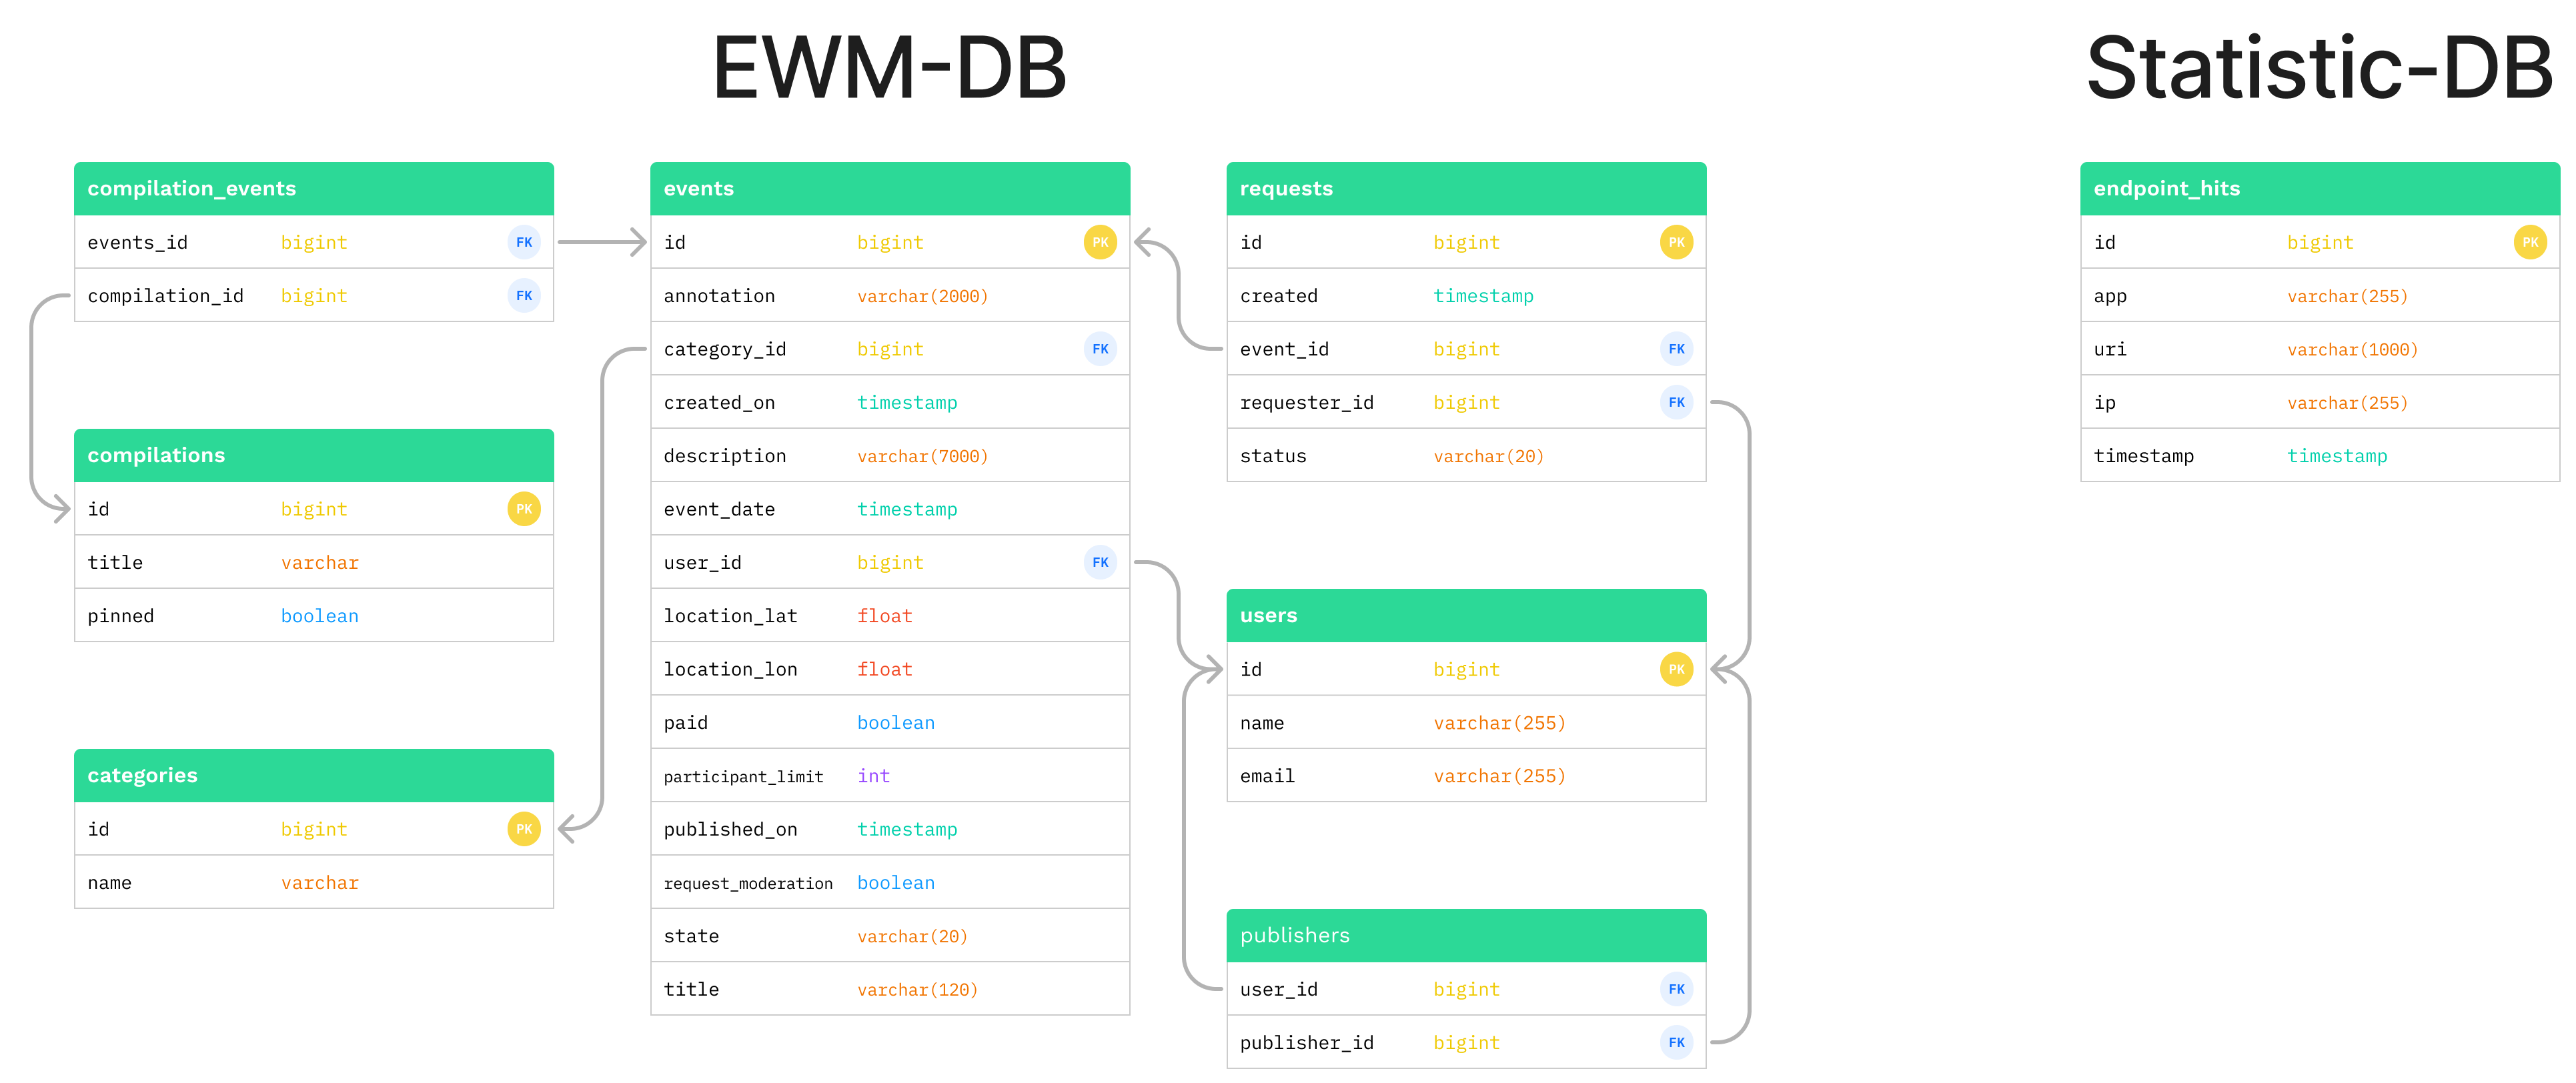 EWM-DB
Statistic-DB
compilation_events
events_id bigint FK
compilation_id bigint FK
compilations
id bigint PK
title varchar
pinned boolean
categories
id bigint PK
name varchar
events
id bigint PK
annotation varchar(2000)
category_id bigint FK
created_on timestamp
description varchar(7000)
event_date timestamp
user_id bigint FK
location_lat float
location_lon float
paid boolean
participant_limit int
published_on timestamp
request_moderation boolean
state varchar(20)
title varchar(120)
requests
id bigint PK
created timestamp
event_id bigint FK
requester_id bigint FK
status varchar(20)
users
id bigint PK
name varchar(255)
email varchar(255)
publishers
user_id bigint FK
publisher_id bigint FK
endpoint_hits
id bigint PK
app varchar(255)
uri varchar(1000)
ip varchar(255)
timestamp timestamp